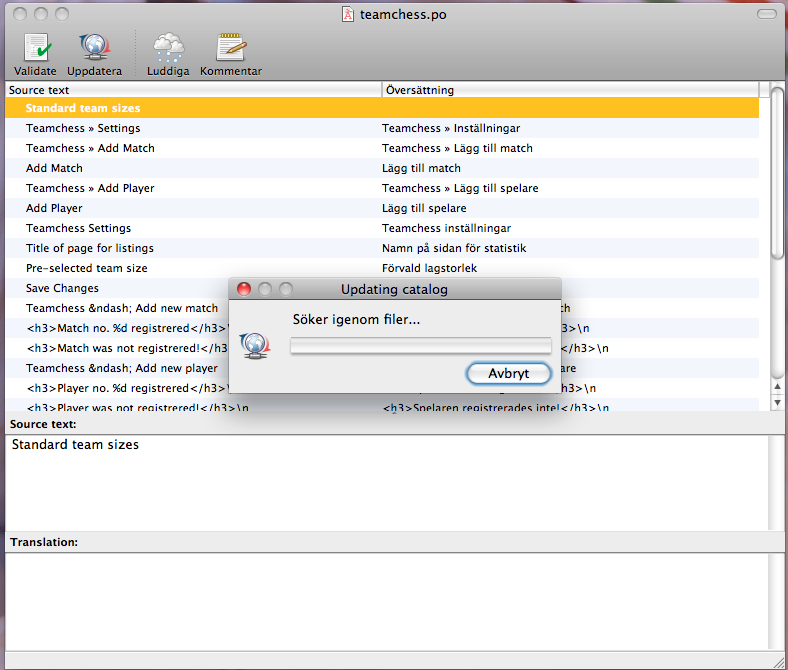 teamchess.po
Validate Uppdatera Luddiga Kommentar
Source text Översättning
Standard team sizes
Teamchess » Settings Teamchess » Inställningar
Teamchess » Add Match Teamchess » Lägg till match
Add Match Lägg till match
Teamchess » Add Player Teamchess » Lägg till spelare
Add Player Lägg till spelare
Teamchess Settings Teamchess inställningar
Title of page for listings Namn på sidan för statistik
Pre-selected team size Förvald lagstorlek
Save Changes
Updating catalog
Teamchess &ndash; Add new match ch
Söker igenom filer...
<h3>Match no. %d registrered</h3>\ 3>\n
<h3>Match was not registrered!</h3 </h3>\n
Teamchess &ndash; Add new player are
Avbryt
<h3>Player no. %d registrered</h3> </h3>\n
<h3>Player was not registrered!</h3>\n <h3>Spelaren registrerades inte!</h3>\n
Source text:
Standard team sizes
Translation: